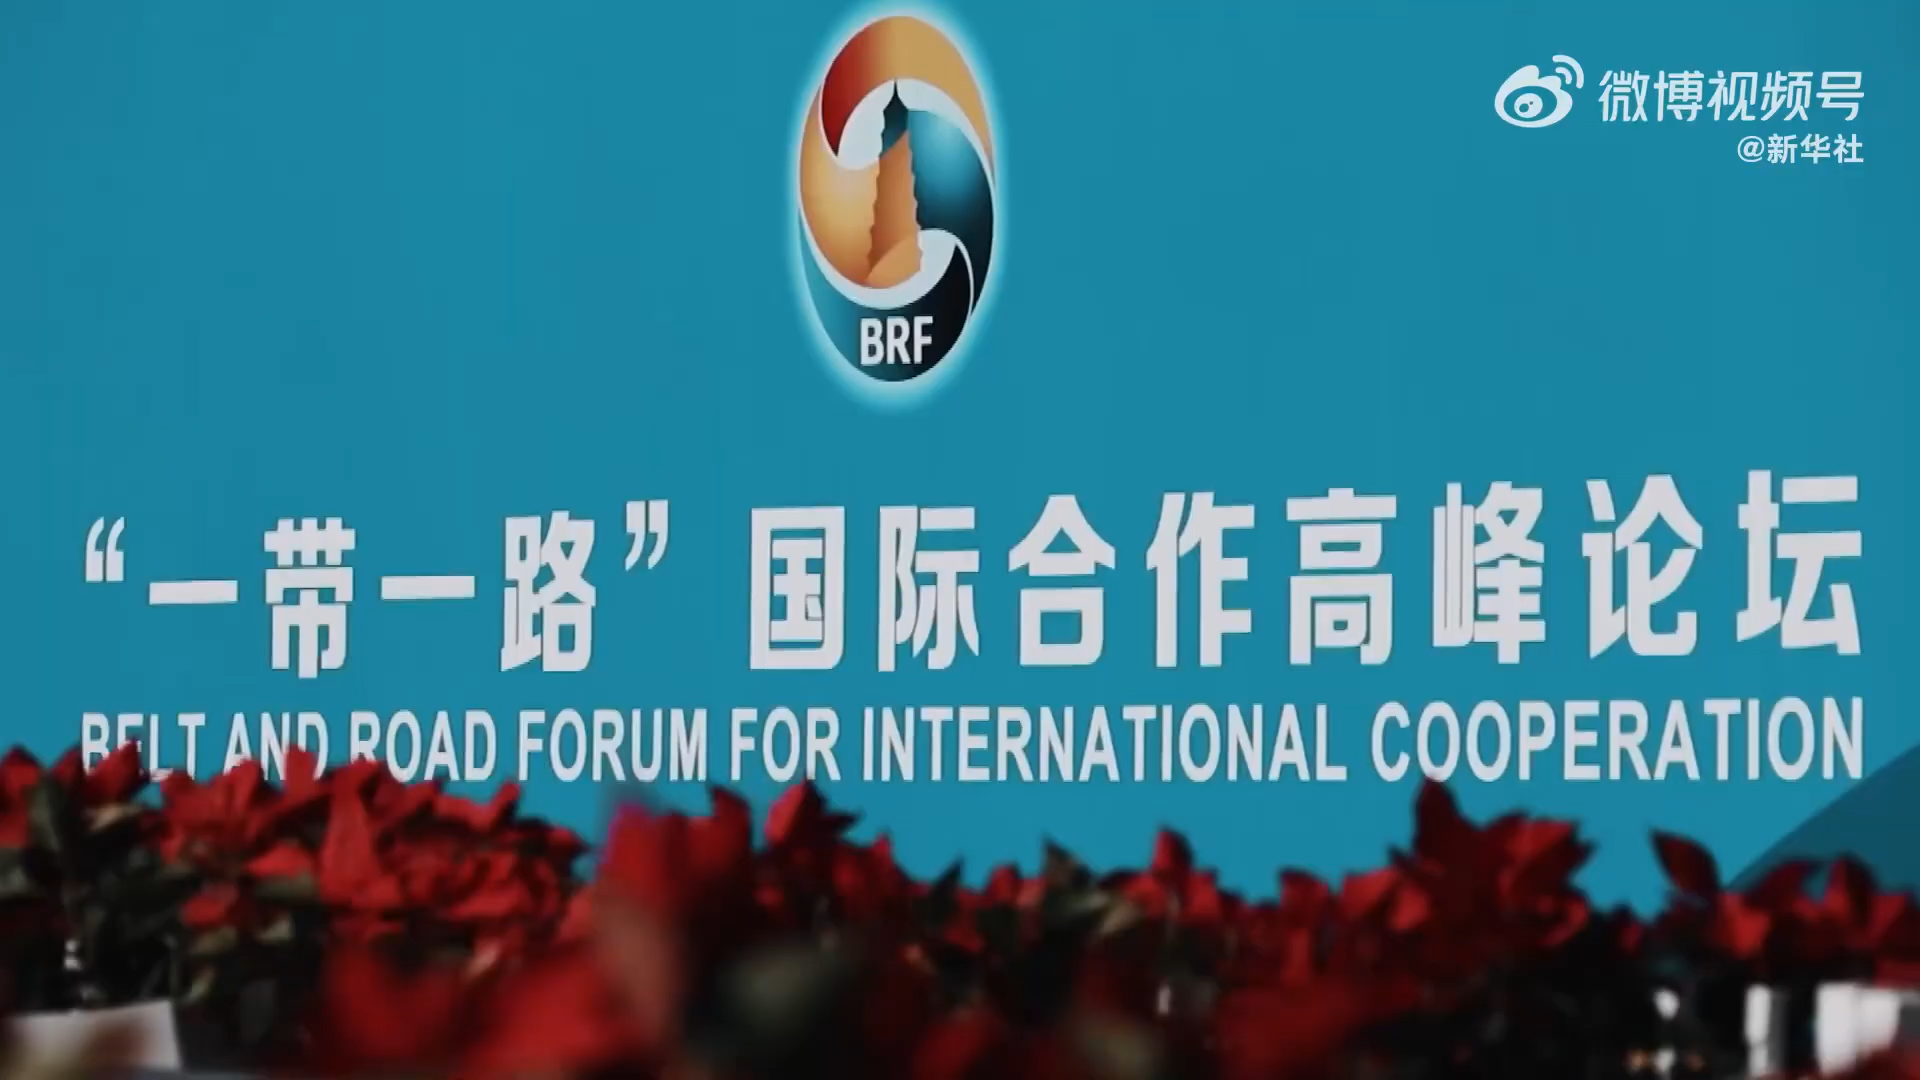 微博视频号
@新华社
BRF
“一带一路”国际合作高峰论坛
BELT AND ROAD FORUM FOR INTERNATIONAL COOPERATION